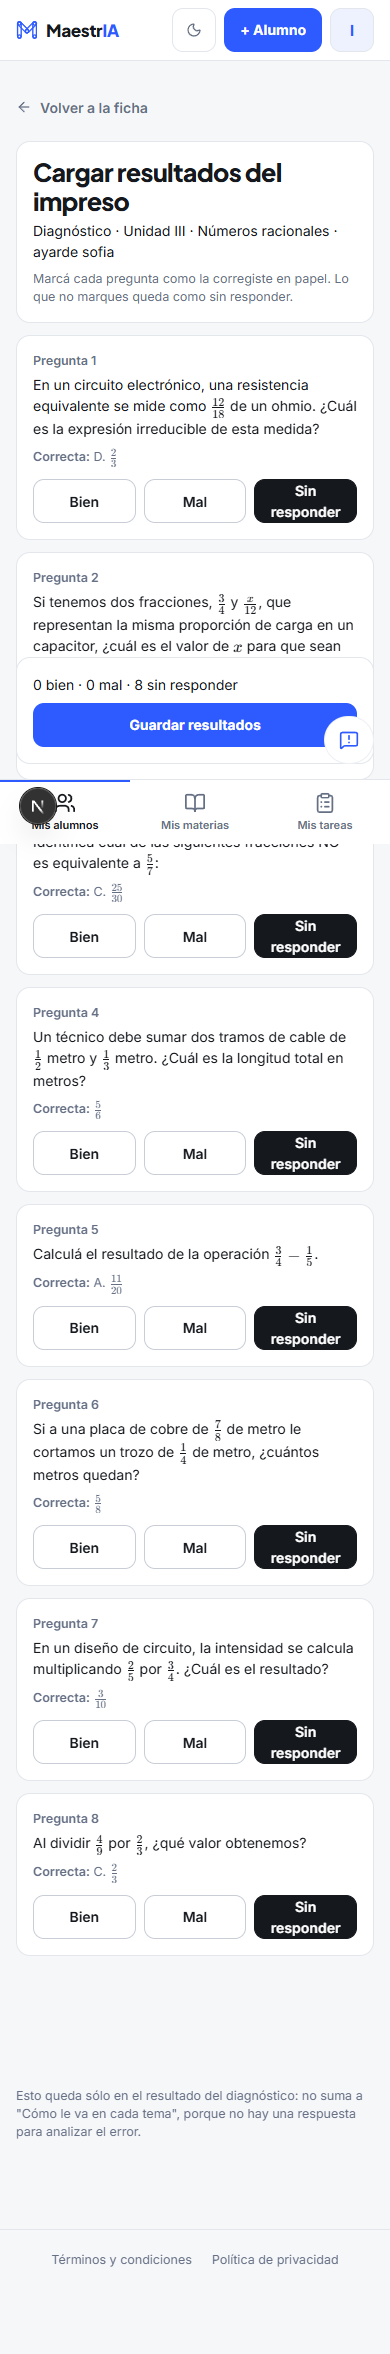 MaestrIA
+ Alumno
I
← Volver a la ficha
Cargar resultados del
impreso
Diagnóstico · Unidad III · Números racionales ·
ayarde sofia
Marcá cada pregunta como la corregiste en papel. Lo
que no marques queda como sin responder.
Pregunta 1
En un circuito electrónico, una resistencia
equivalente se mide como 12/18 de un ohmio. ¿Cuál
es la expresión irreducible de esta medida?
Correcta: D. 2/3
Bien
Mal
Sin
responder
Pregunta 2
Si tenemos dos fracciones, 3/4 y x/12, que
representan la misma proporción de carga en un
capacitor, ¿cuál es el valor de x para que sean
0 bien · 0 mal · 8 sin responder
Guardar resultados
N
Mis alumnos
Mis materias
Mis tareas
Identificá cuál de las siguientes fracciones NO
es equivalente a 5/7:
Correcta: C. 25/30
Bien
Mal
Sin
responder
Pregunta 4
Un técnico debe sumar dos tramos de cable de
1/2 metro y 1/3 metro. ¿Cuál es la longitud total en
metros?
Correcta: 5/6
Bien
Mal
Sin
responder
Pregunta 5
Calculá el resultado de la operación 3/4 − 1/5.
Correcta: A. 11/20
Bien
Mal
Sin
responder
Pregunta 6
Si a una placa de cobre de 7/8 de metro le
cortamos un trozo de 1/4 de metro, ¿cuántos
metros quedan?
Correcta: 5/8
Bien
Mal
Sin
responder
Pregunta 7
En un diseño de circuito, la intensidad se calcula
multiplicando 2/5 por 3/4. ¿Cuál es el resultado?
Correcta: 3/10
Bien
Mal
Sin
responder
Pregunta 8
Al dividir 4/9 por 2/3, ¿qué valor obtenemos?
Correcta: C. 2/3
Bien
Mal
Sin
responder
Esto queda sólo en el resultado del diagnóstico: no suma a
"Cómo le va en cada tema", porque no hay una respuesta
para analizar el error.
Términos y condiciones
Política de privacidad